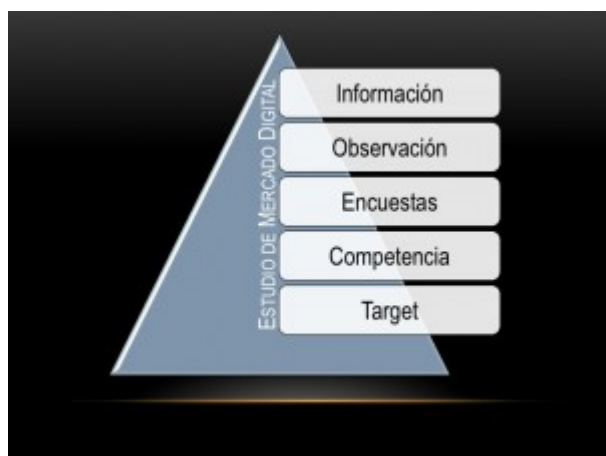 ESTUDIO DE MERCADO DIGITAL
Información
Observación
Encuestas
Competencia
Target